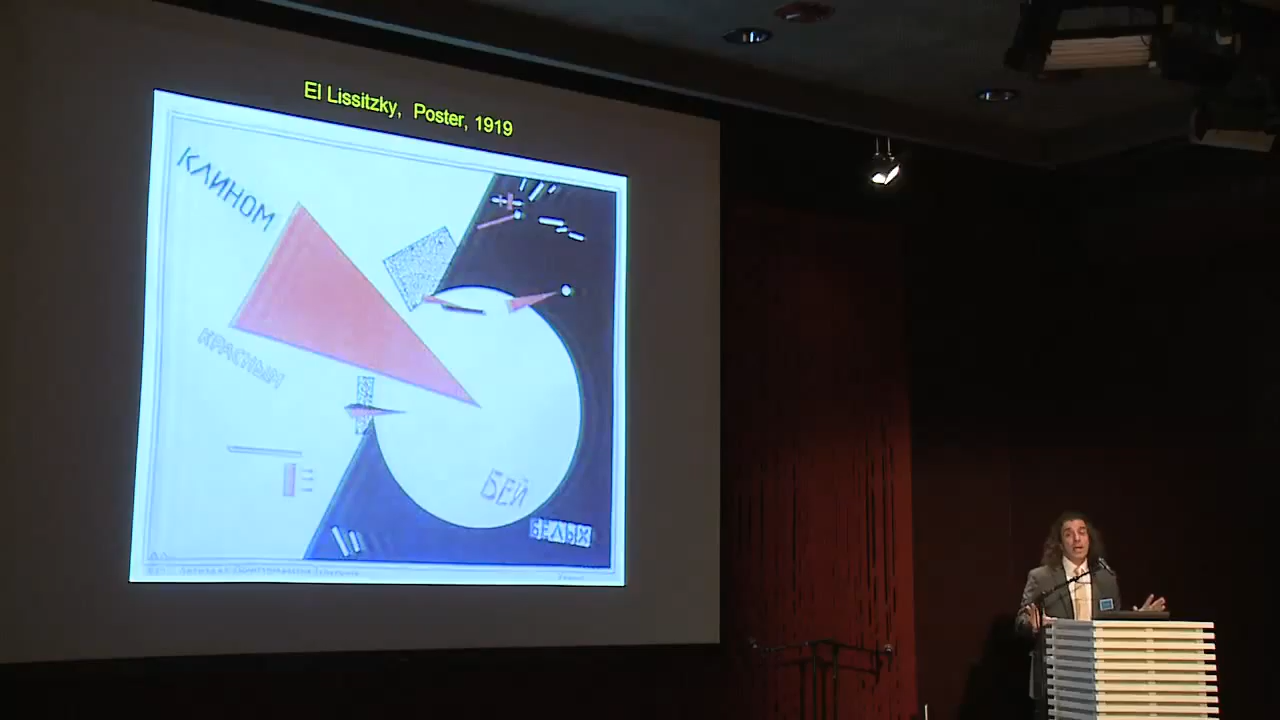 El Lissitzky, Poster, 1919
КЛИНОМ
КРАСНЫМ
БЕЙ
БЕЛЫХ